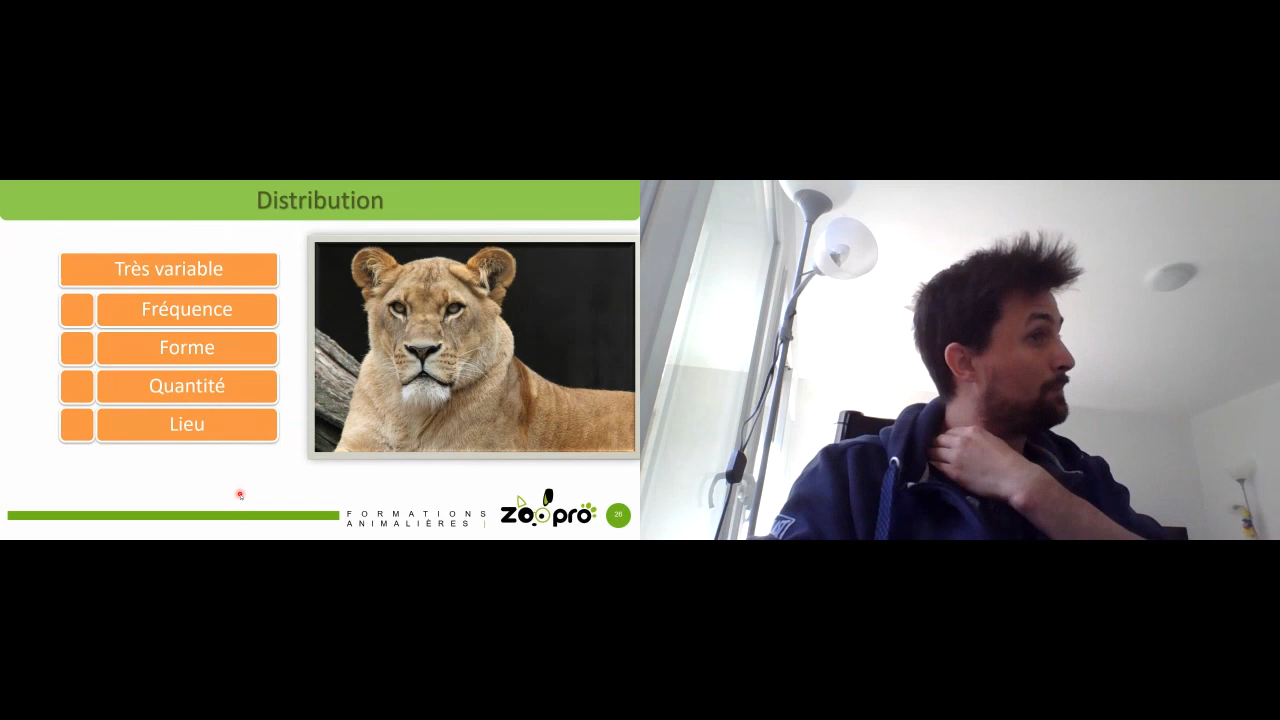 Distribution
Très variable
Fréquence
Forme
Quantité
Lieu
FORMATIONS
ANIMALIÈRES |
zoopro
26